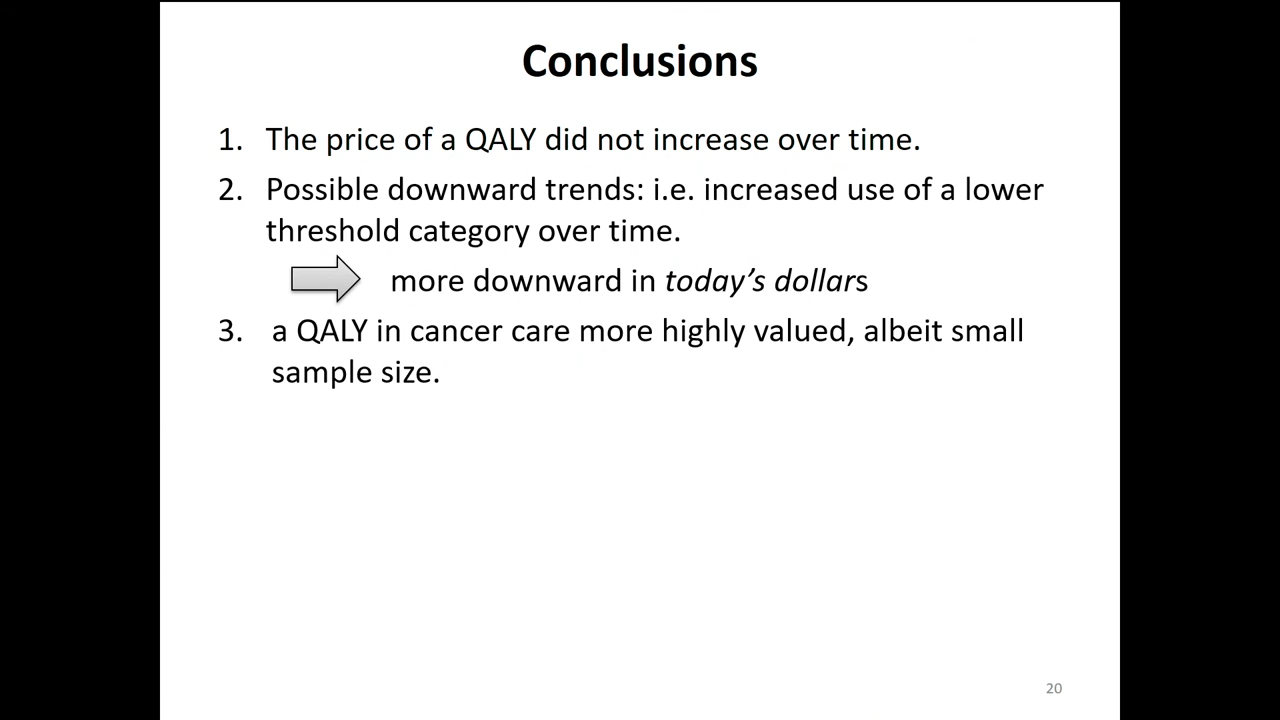 Conclusions
1. The price of a QALY did not increase over time.
2. Possible downward trends: i.e. increased use of a lower
threshold category over time.
more downward in today’s dollars
3. a QALY in cancer care more highly valued, albeit small
sample size.
20